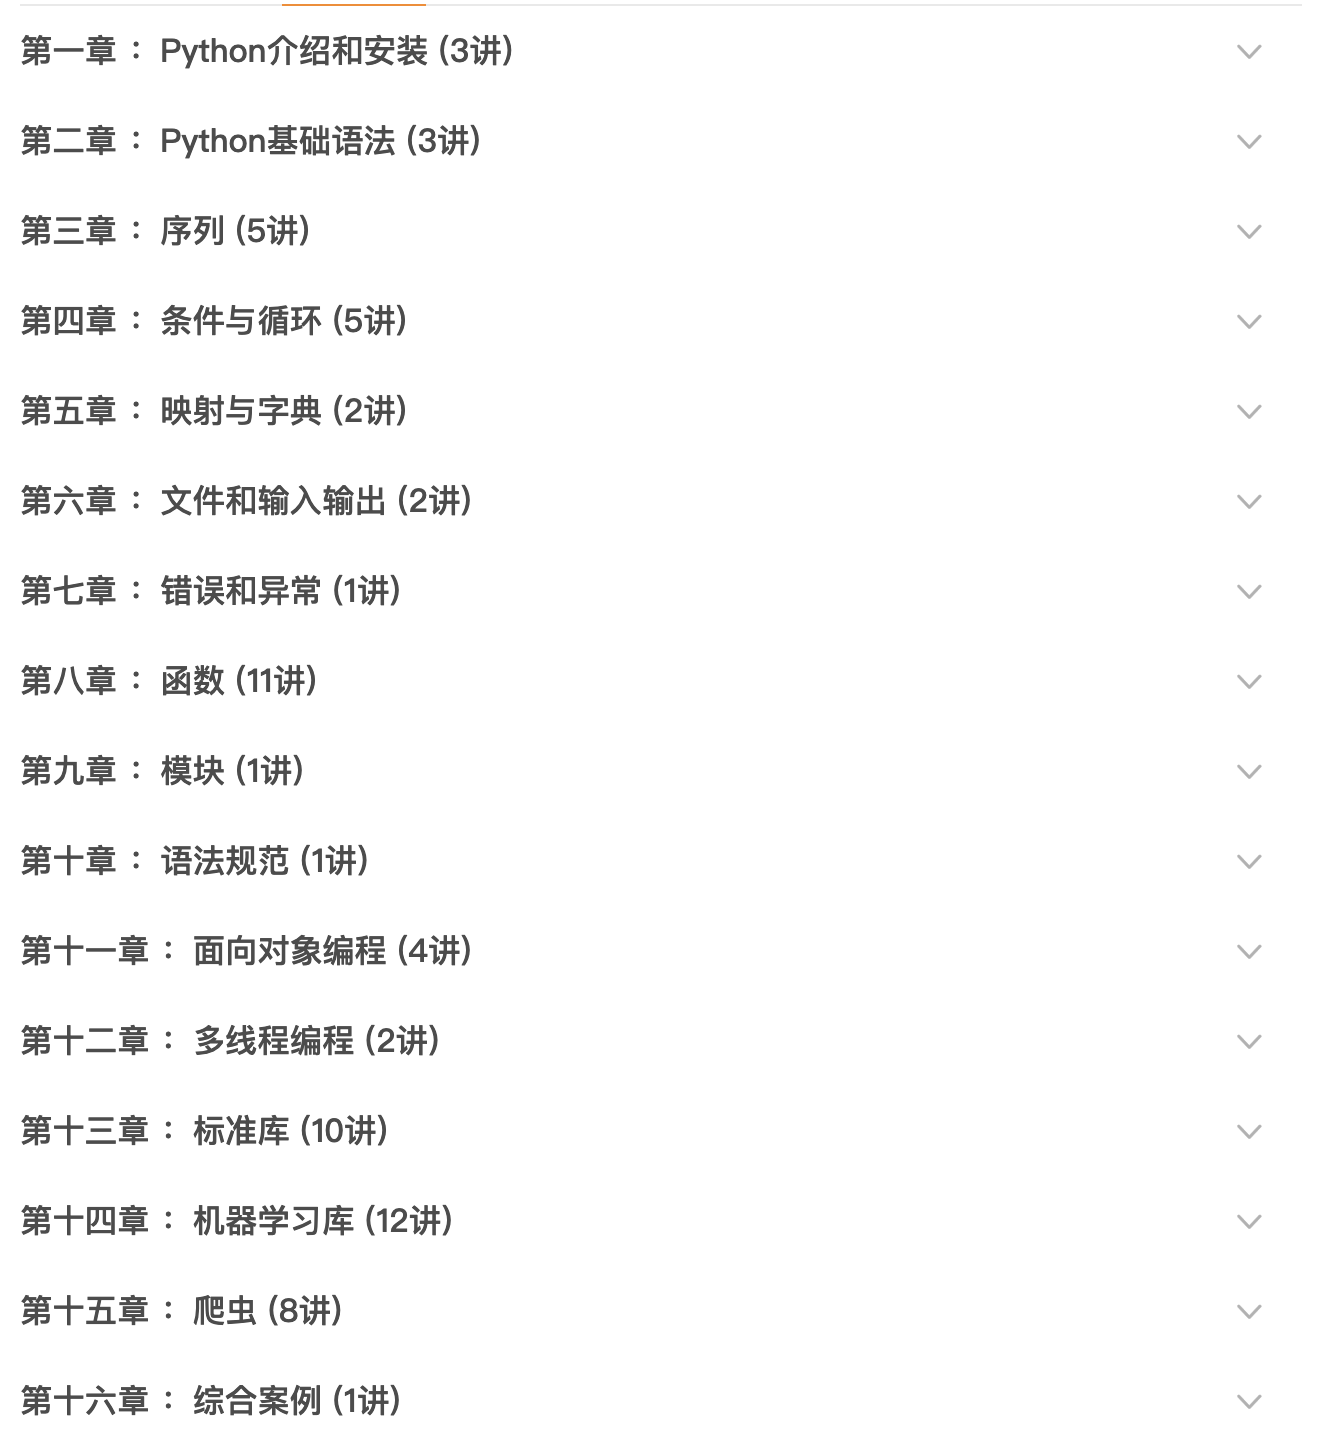 第一章： Python介绍和安装 (3讲)
第二章： Python基础语法 (3讲)
第三章： 序列 (5讲)
第四章： 条件与循环 (5讲)
第五章： 映射与字典 (2讲)
第六章： 文件和输入输出 (2讲)
第七章： 错误和异常 (1讲)
第八章： 函数 (11讲)
第九章： 模块 (1讲)
第十章： 语法规范 (1讲)
第十一章： 面向对象编程 (4讲)
第十二章： 多线程编程 (2讲)
第十三章： 标准库 (10讲)
第十四章： 机器学习库 (12讲)
第十五章： 爬虫 (8讲)
第十六章： 综合案例 (1讲)